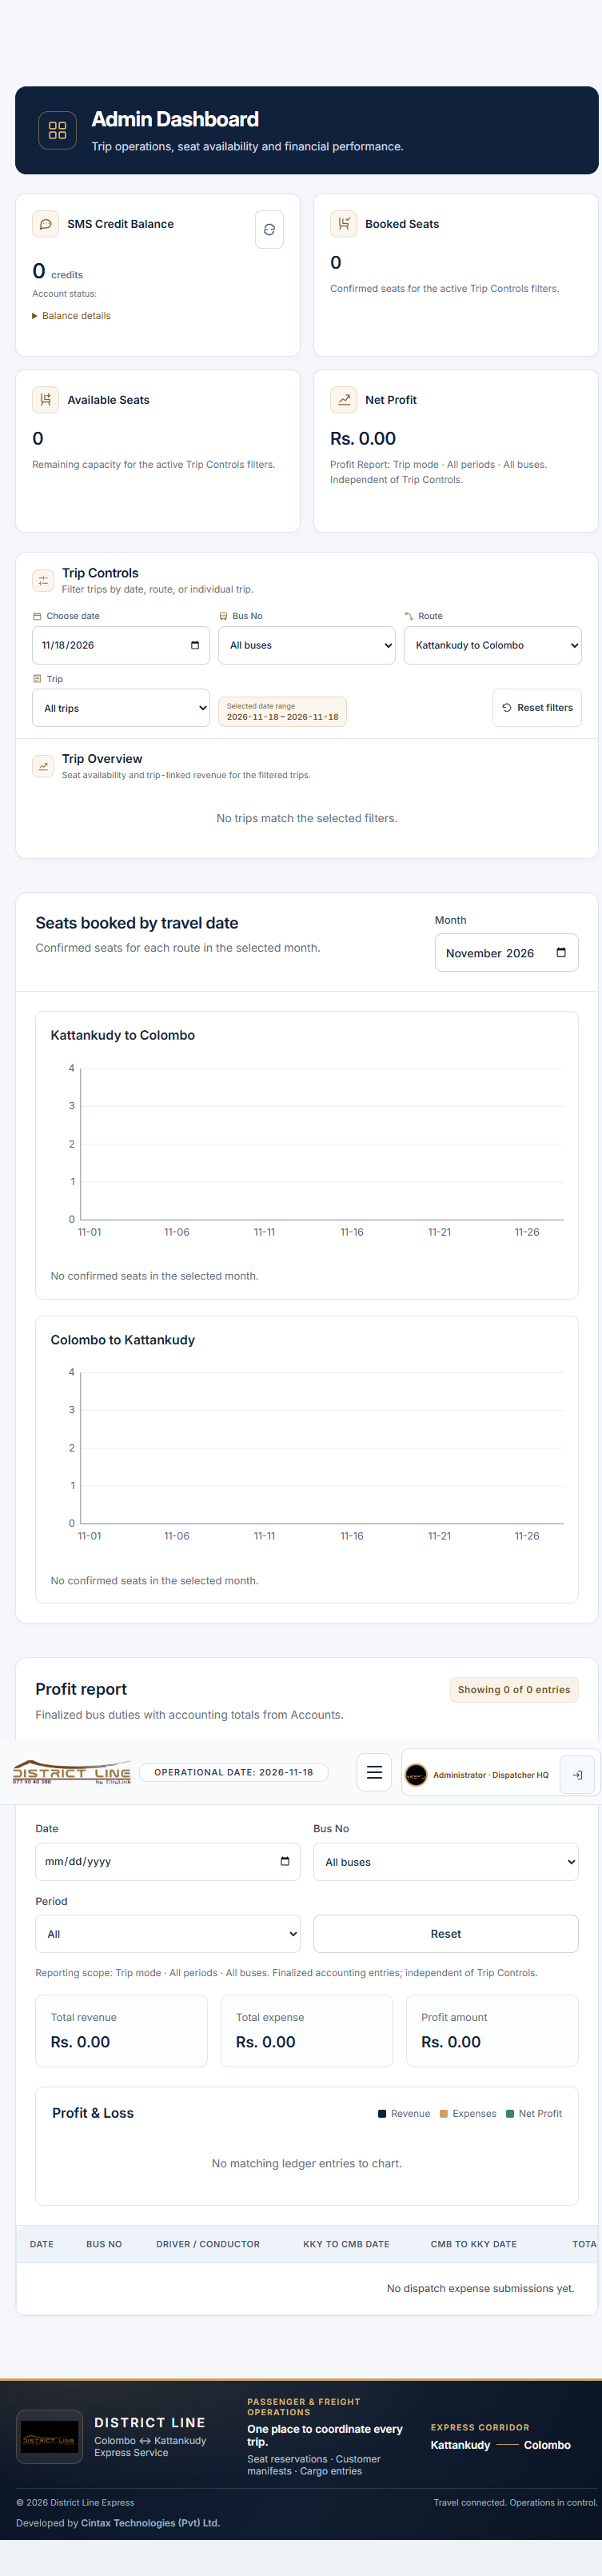 Admin Dashboard
Trip operations, seat availability and financial performance.
SMS Credit Balance
0 credits
Account status:
Balance details
Booked Seats
0
Confirmed seats for the active Trip Controls filters.
Available Seats
0
Remaining capacity for the active Trip Controls filters.
Net Profit
Rs. 0.00
Profit Report: Trip mode · All periods · All buses.
Independent of Trip Controls.
Trip Controls
Filter trips by date, route, or individual trip.
Choose date
Bus No
Route
11/18/2026
All buses
Kattankudy to Colombo
Trip
All trips
Selected date range
2026-11-18 – 2026-11-18
Reset filters
Trip Overview
Seat availability and trip-linked revenue for the filtered trips.
No trips match the selected filters.
Seats booked by travel date
Confirmed seats for each route in the selected month.
Month
November 2026
Kattankudy to Colombo
4
3
2
1
0
11-01 11-06 11-11 11-16 11-21 11-26
No confirmed seats in the selected month.
Colombo to Kattankudy
4
3
2
1
0
11-01 11-06 11-11 11-16 11-21 11-26
No confirmed seats in the selected month.
Profit report
Showing 0 of 0 entries
Finalized bus duties with accounting totals from Accounts.
DISTRICT LINE
by CityLink
OPERATIONAL DATE: 2026-11-18
Administrator · Dispatcher HQ
Date
Bus No
mm/dd/yyyy
All buses
Period
All
Reset
Reporting scope: Trip mode · All periods · All buses. Finalized accounting entries; independent of Trip Controls.
Total revenue
Rs. 0.00
Total expense
Rs. 0.00
Profit amount
Rs. 0.00
Profit & Loss
Revenue Expenses Net Profit
No matching ledger entries to chart.
DATE BUS NO DRIVER / CONDUCTOR KKY TO CMB DATE CMB TO KKY DATE TOTA
No dispatch expense submissions yet.
DISTRICT LINE
DISTRICT LINE
Colombo ↔ Kattankudy
Express Service
PASSENGER & FREIGHT
OPERATIONS
One place to coordinate every
trip.
Seat reservations · Customer
manifests · Cargo entries
EXPRESS CORRIDOR
Kattankudy — Colombo
© 2026 District Line Express
Travel connected. Operations in control.
Developed by Cintax Technologies (Pvt) Ltd.